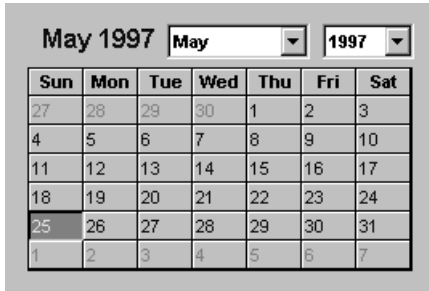 May 1997 May 1997
Sun Mon Tue Wed Thu Fri Sat
27 28 29 30 1 2 3
4 5 6 7 8 9 10
11 12 13 14 15 16 17
18 19 20 21 22 23 24
25 26 27 28 29 30 31
1 2 3 4 5 6 7